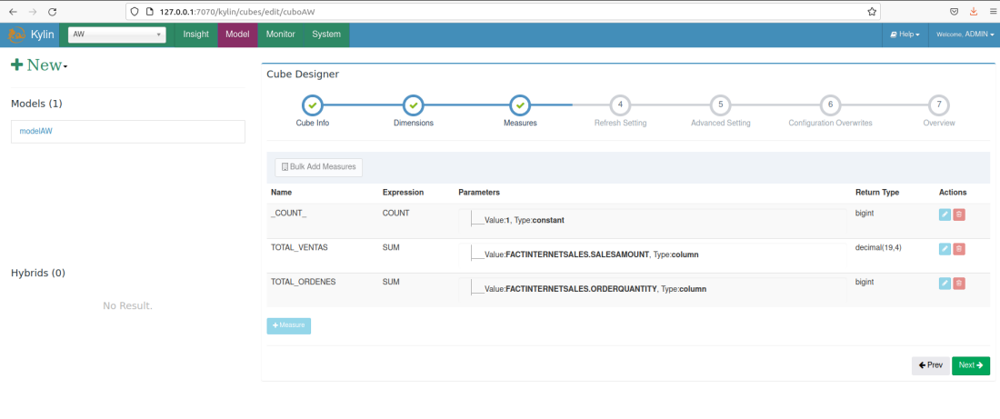 127.0.0.1:7070/kylin/cubes/edit/cuboAW
Kylin
AW
Insight
Model
Monitor
System
Help
Welcome, ADMIN
New
Models (1)
modelAW
Hybrids (0)
No Result.
Cube Designer
4 5 6 7
Cube Info Dimensions Measures Refresh Setting Advanced Setting Configuration Overwrites Overview
Bulk Add Measures
Name Expression Parameters Return Type Actions
_COUNT_ COUNT Value:1, Type:constant bigint
TOTAL_VENTAS SUM Value:FACTINTERNETSALES.SALESAMOUNT, Type:column decimal(19,4)
TOTAL_ORDENES SUM Value:FACTINTERNETSALES.ORDERQUANTITY, Type:column bigint
+Measure
Prev Next